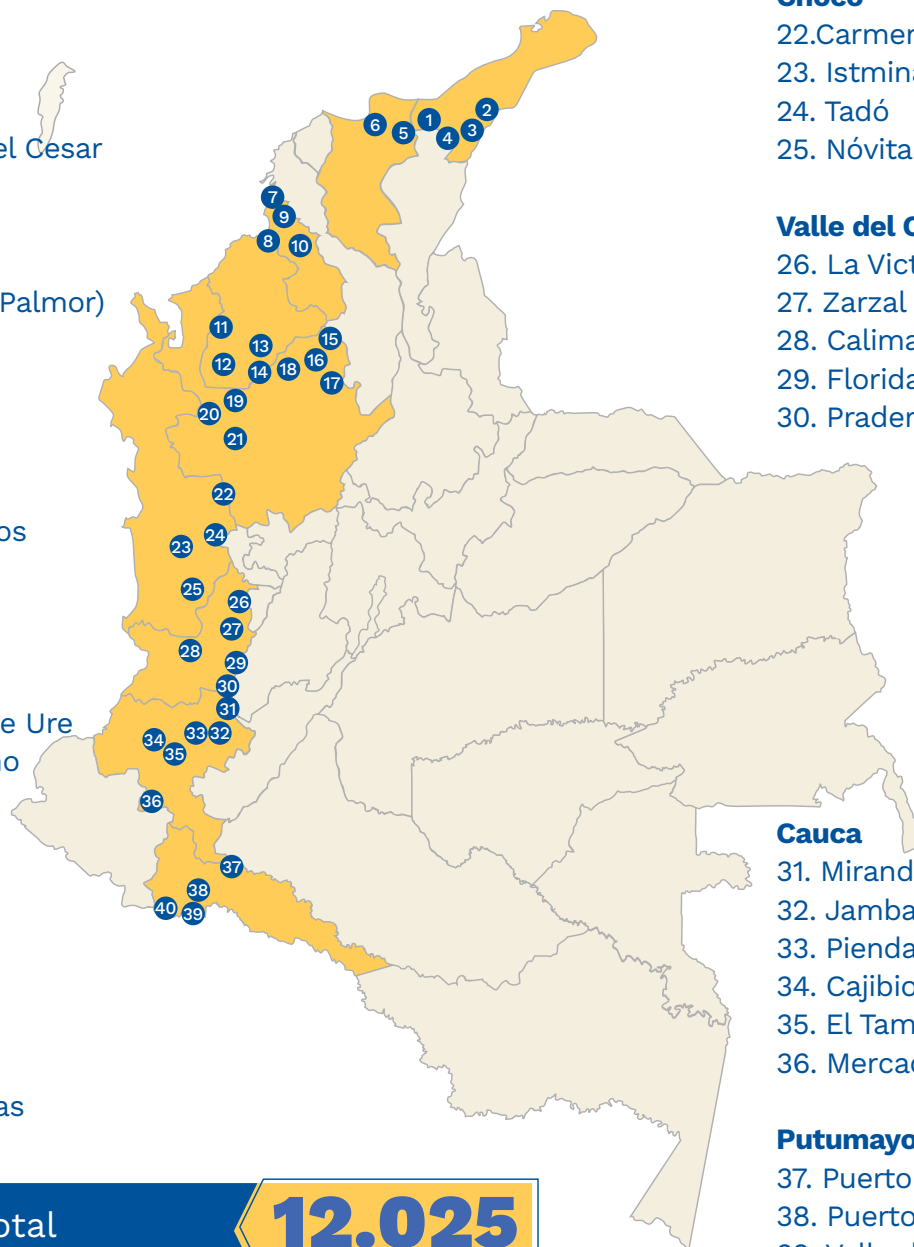 el Cesar
Palmor)
os
e Ure
no
as
22.Carmen
23. Istmina
24. Tadó
25. Nóvita
Valle del C
26. La Vict
27. Zarzal
28. Calima
29. Florida
30. Prader
1
2
3
4
5
6
7
8
9
10
11
12
13
14
15
16
17
18
19
20
21
22
23
24
25
26
27
28
29
30
31
32
33
34
35
36
37
38
39
40
Cauca
31. Mirand
32. Jamba
33. Pienda
34. Cajibio
35. El Tam
36. Merca
Putumayo
37. Puerto
38. Puerto
otal
12.025